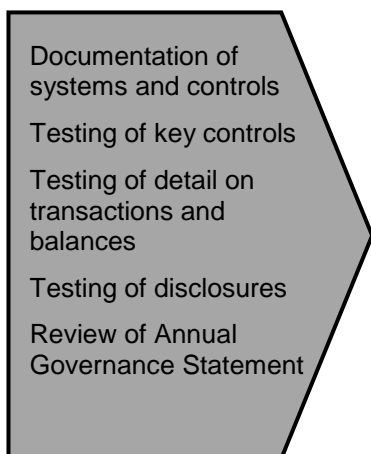 Documentation of
systems and controls
Testing of key controls
Testing of detail on
transactions and
balances
Testing of disclosures
Review of Annual
Governance Statement